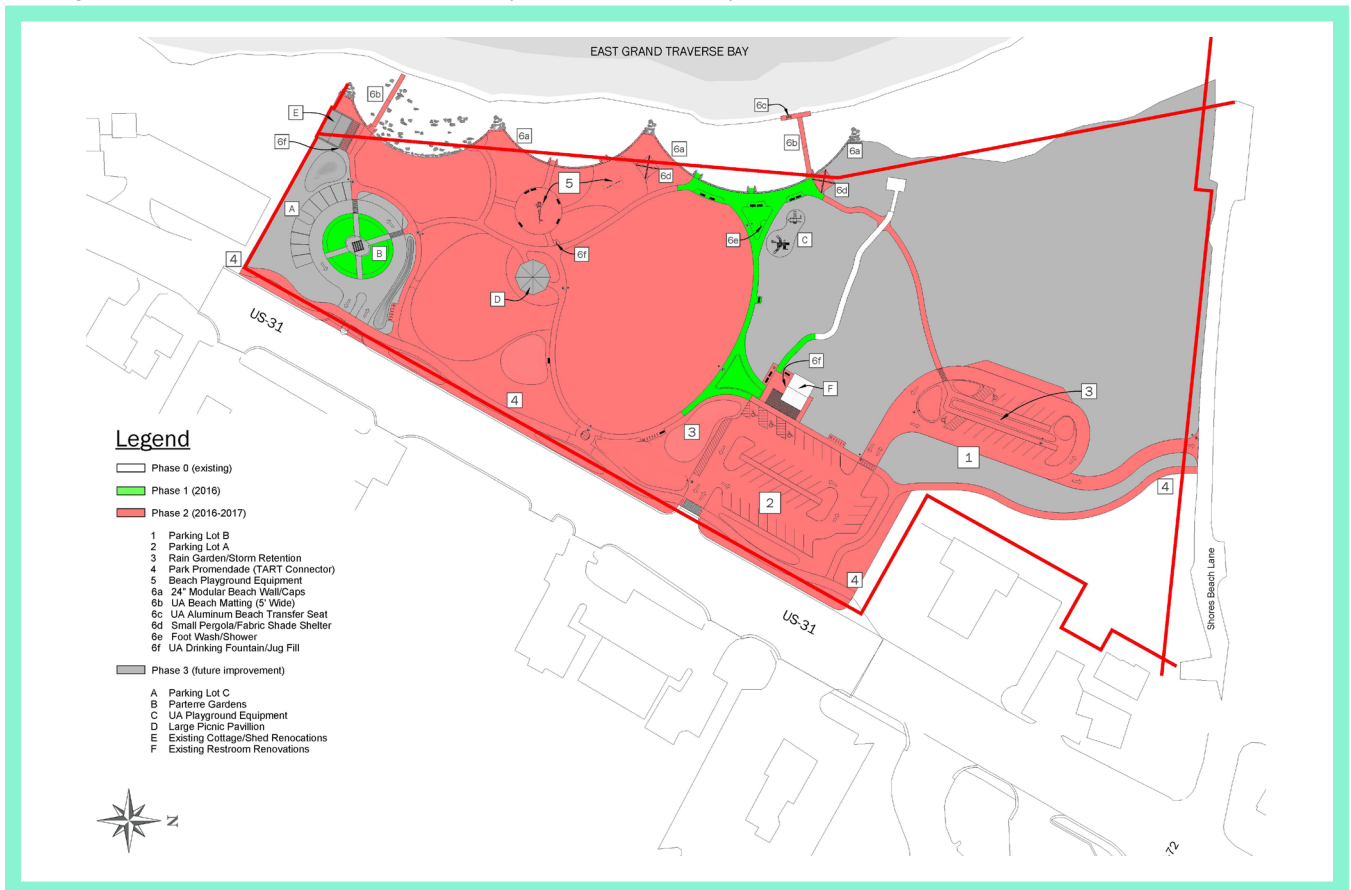 EAST GRAND TRAVERSE BAY
6b
E
6c
6a
6f
6a
6b
6a
6d
5
6d
A
6e
C
B
6f
4
D
US-31
6f
F
3
4
3
1
4
2
4
US-31
Shores Beach Lane
Legend
Phase 0 (existing)
Phase 1 (2016)
Phase 2 (2016-2017)
1 Parking Lot B
2 Parking Lot A
3 Rain Garden/Storm Retention
4 Park Promendade (TART Connector)
5 Beach Playground Equipment
6a 24" Modular Beach Wall/Caps
6b UA Beach Matting (5' Wide)
6c UA Aluminum Beach Transfer Seat
6d Small Pergola/Fabric Shade Shelter
6e Foot Wash/Shower
6f UA Drinking Fountain/Jug Fill
Phase 3 (future improvement)
A Parking Lot C
B Parterre Gardens
C UA Playground Equipment
D Large Picnic Pavillion
E Existing Cottage/Shed Renocations
F Existing Restroom Renovations
N